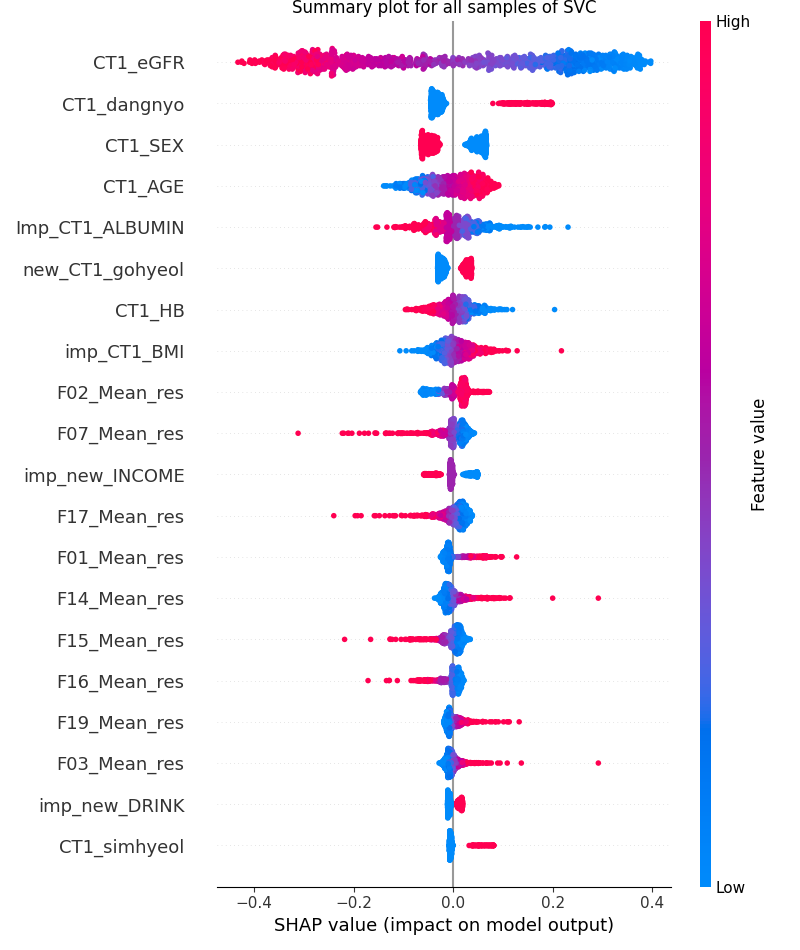 Summary plot for all samples of SVC
High
CT1_eGFR
CT1_dangnyo
CT1_SEX
CT1_AGE
Imp_CT1_ALBUMIN
new_CT1_gohyeol
CT1_HB
imp_CT1_BMI
F02_Mean_res
F07_Mean_res
imp_new_INCOME
F17_Mean_res
F01_Mean_res
F14_Mean_res
F15_Mean_res
F16_Mean_res
F19_Mean_res
F03_Mean_res
imp_new_DRINK
CT1_simhyeol
Feature value
Low
−0.4 −0.2 0.0 0.2 0.4
SHAP value (impact on model output)